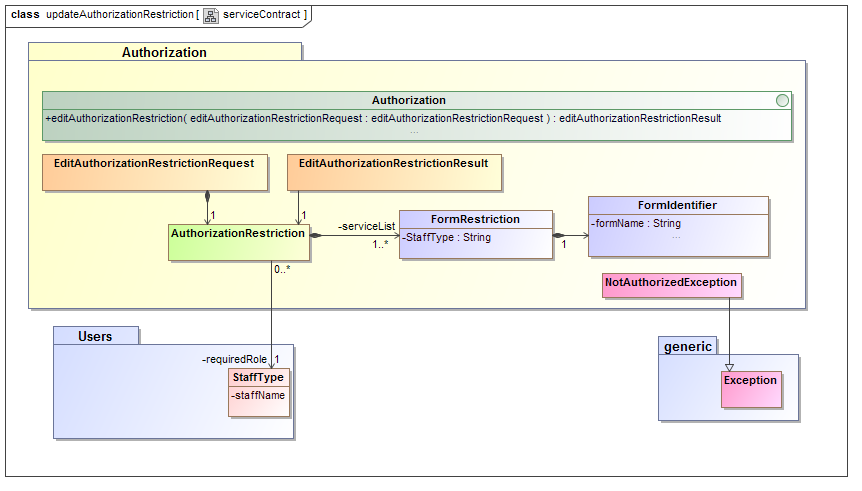 class updateAuthorizationRestriction [ serviceContract ]
Authorization
Authorization
+editAuthorizationRestriction( editAuthorizationRestrictionRequest : editAuthorizationRestrictionRequest ) : editAuthorizationRestrictionResult
...
EditAuthorizationRestrictionRequest
EditAuthorizationRestrictionResult
1
1
AuthorizationRestriction
-serviceList
1..*
FormRestriction
-StaffType : String
1
FormIdentifier
-formName : String
...
0..*
NotAuthorizedException
Users
-requiredRole 1
StaffType
-staffName
generic
Exception